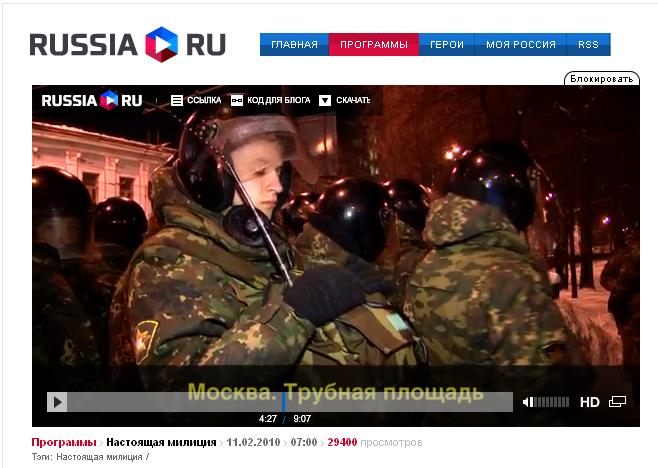 RUSSIA RU
ГЛАВНАЯ ПРОГРАММЫ ГЕРОИ МОЯ РОССИЯ RSS
Блокировать
RUSSIA RU ССЫЛКА КОД ДЛЯ БЛОГА СКАЧАТЬ
Москва. Трубная площадь
HD
4:27 9:07
Программы › Настоящая милиция › 11.02.2010 › 07:00 › 29400 просмотров
Тэги: Настоящая милиция /